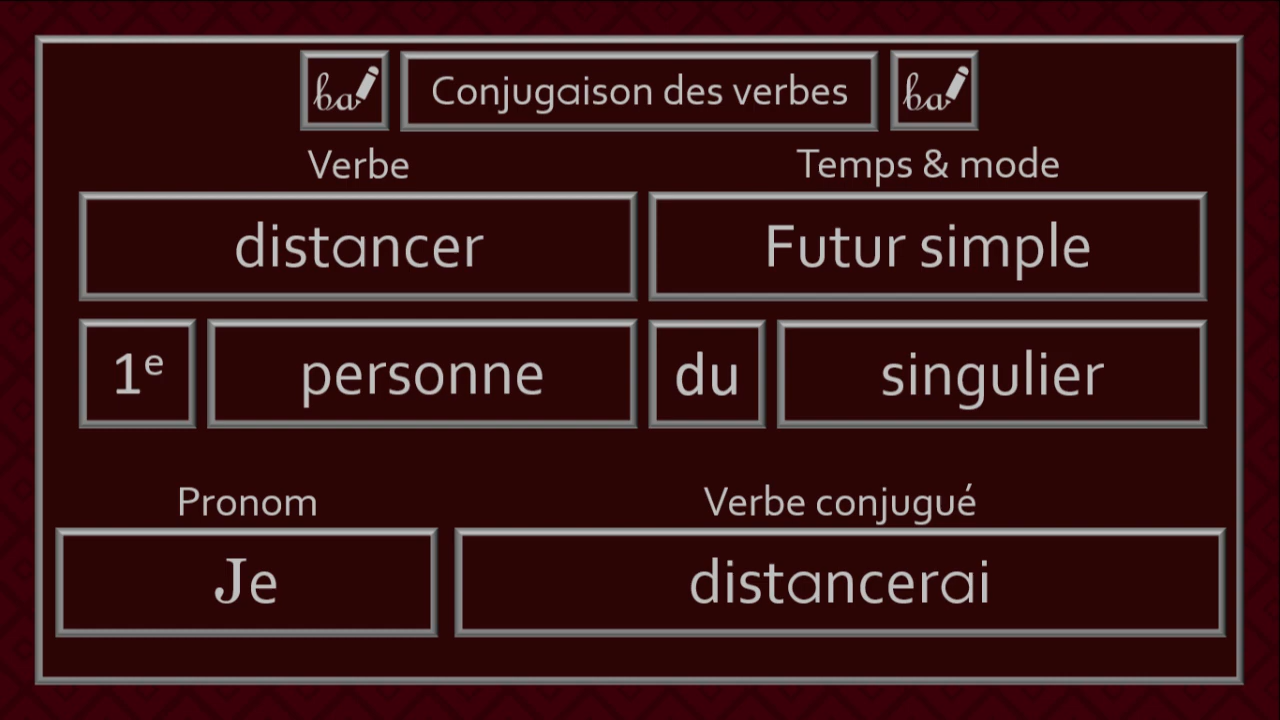 ba Conjugaison des verbes ba
Verbe
Temps & mode
distancer
Futur simple
1e personne du singulier
Pronom
Verbe conjugué
Je
distancerai